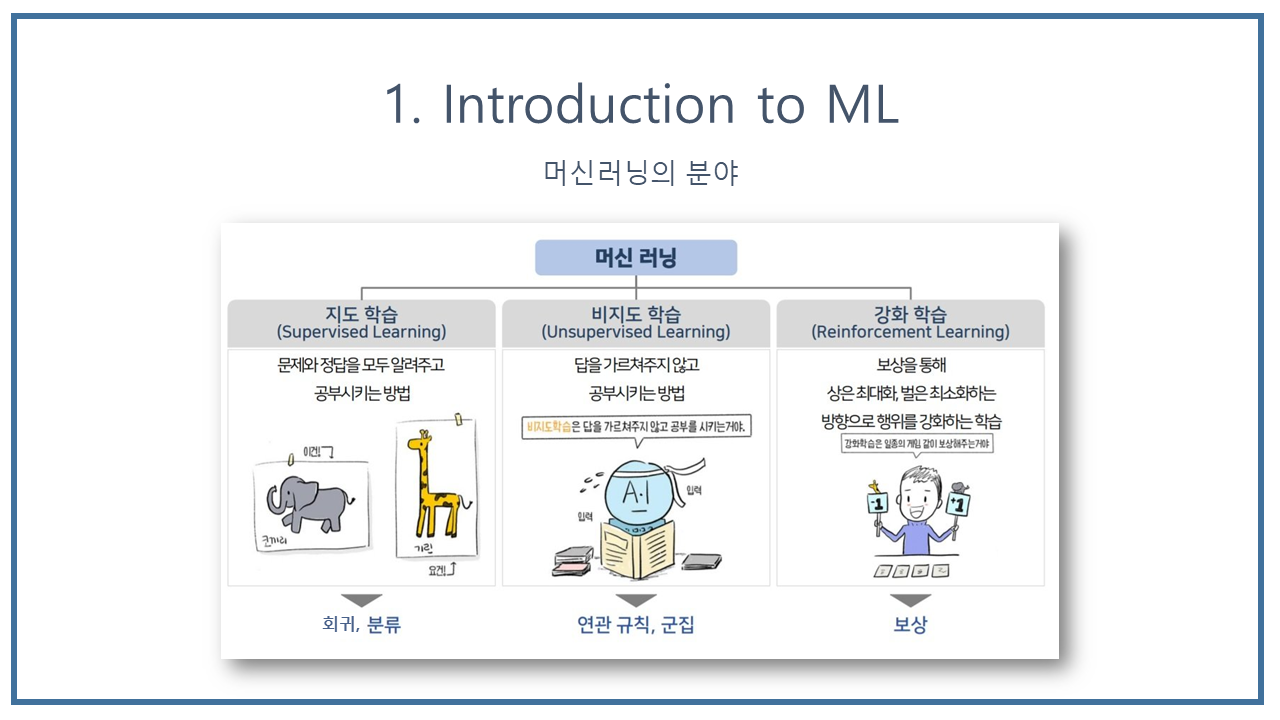 1. Introduction to ML
머신러닝의 분야
머신 러닝
지도 학습
(Supervised Learning)
문제와 정답을 모두 알려주고
공부시키는 방법
이건!
코끼리
기린
요건!
회귀, 분류
비지도 학습
(Unsupervised Learning)
답을 가르쳐주지 않고
공부시키는 방법
비지도학습은 답을 가르쳐주지 않고 공부를 시키는거야.
A.I
입력
입력
연관 규칙, 군집
강화 학습
(Reinforcement Learning)
보상을 통해
상은 최대화, 벌은 최소화하는
방향으로 행위를 강화하는 학습
강화학습은 일종의 게임 같이 보상해주는거야
-1
+1
보상